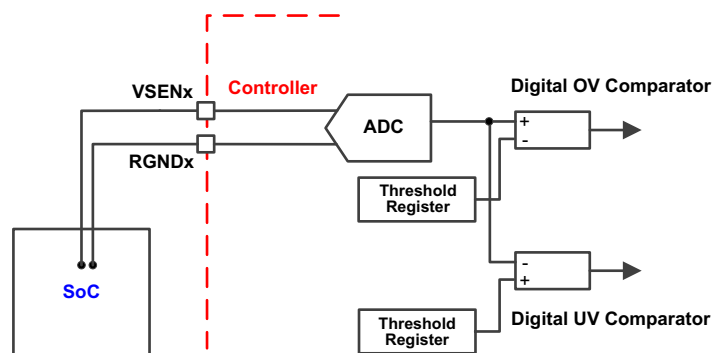 VSENx
Controller
Digital OV Comparator
ADC
+
-
RGNDx
Threshold
Register
SoC
-
+
Threshold
Register
Digital UV Comparator